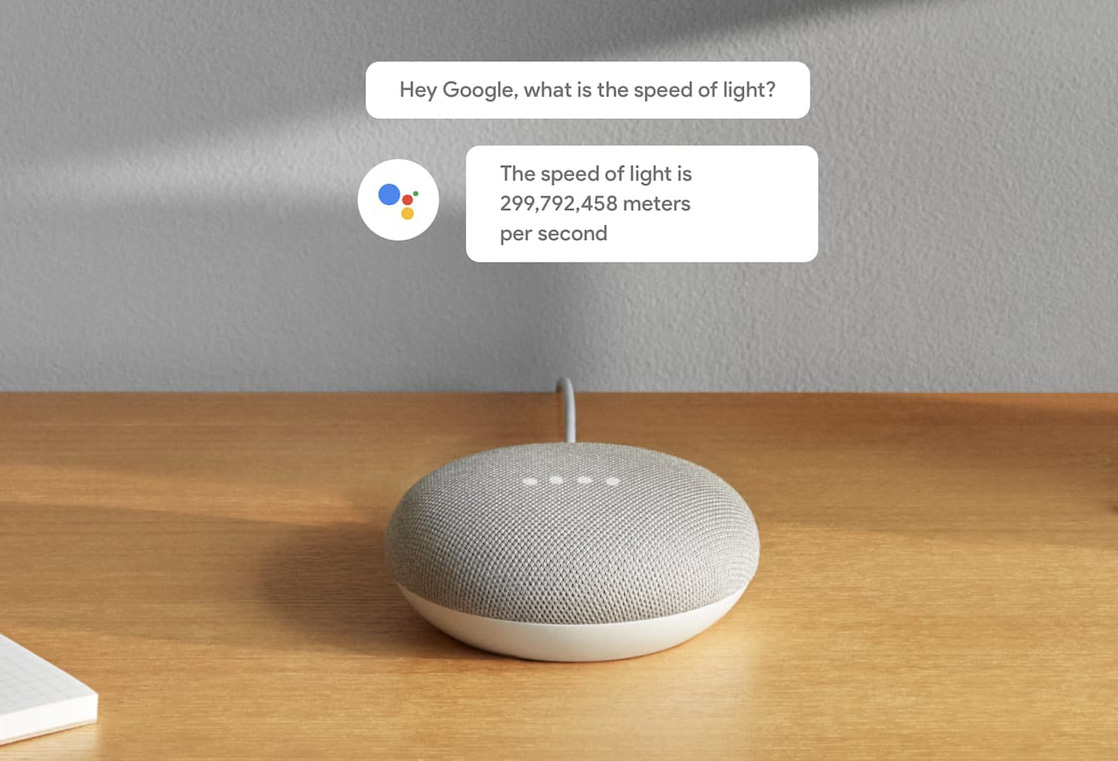 Hey Google, what is the speed of light?
The speed of light is
299,792,458 meters
per second